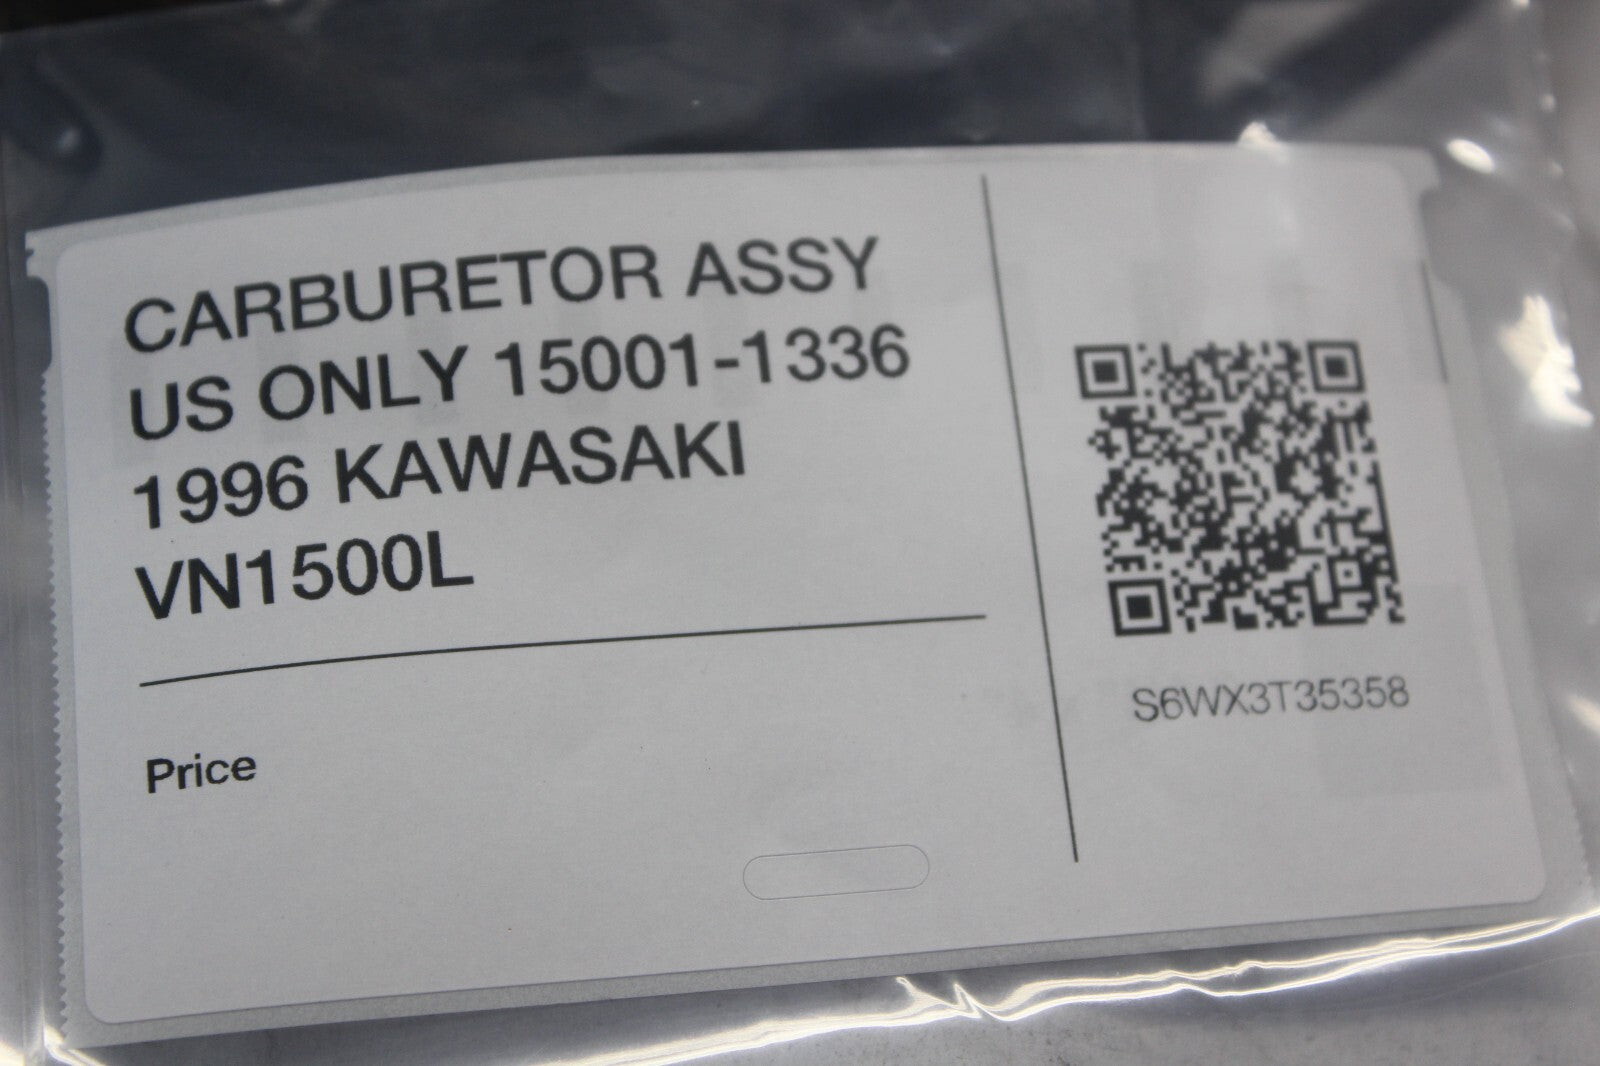 CARBURETOR ASSY
US ONLY 15001-1336
1996 KAWASAKI
VN1500L
Price
S6WX3T35358